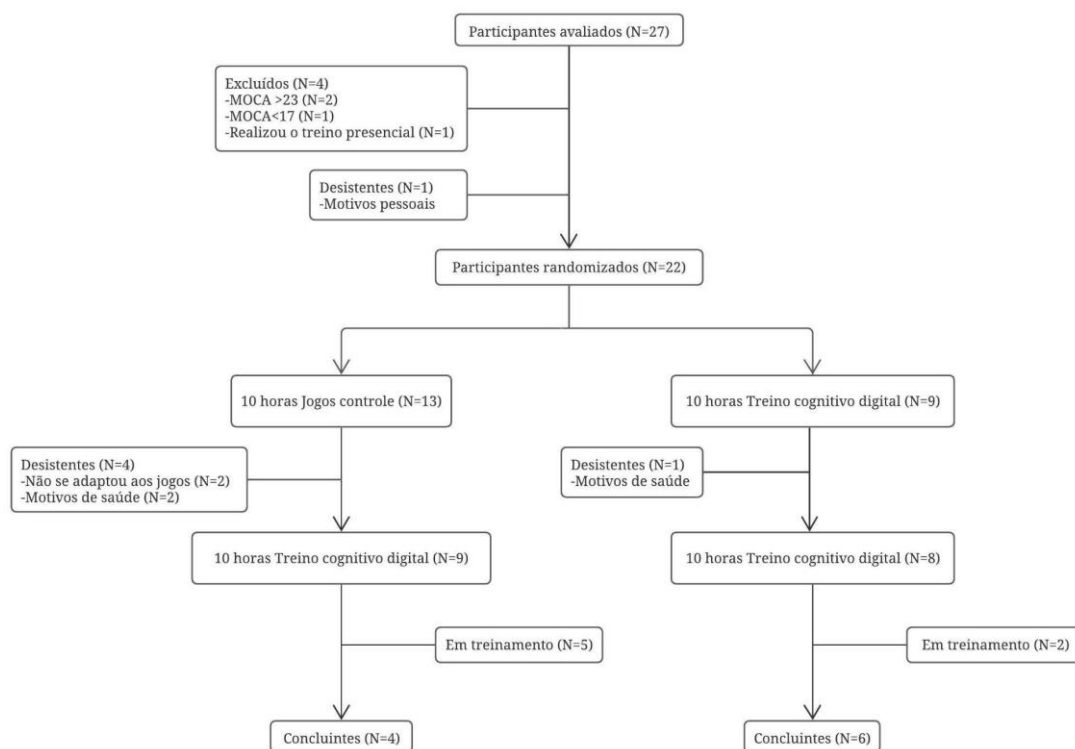 Participantes avaliados (N=27)
Excluídos (N=4)
-MOCA >23 (N=2)
-MOCA<17 (N=1)
-Realizou o treino presencial (N=1)
Desistentes (N=1)
-Motivos pessoais
Participantes randomizados (N=22)
10 horas Jogos controle (N=13)
10 horas Treino cognitivo digital (N=9)
Desistentes (N=4)
-Não se adaptou aos jogos (N=2)
-Motivos de saúde (N=2)
Desistentes (N=1)
-Motivos de saúde
10 horas Treino cognitivo digital (N=9)
10 horas Treino cognitivo digital (N=8)
Em treinamento (N=5)
Em treinamento (N=2)
Concluintes (N=4)
Concluintes (N=6)